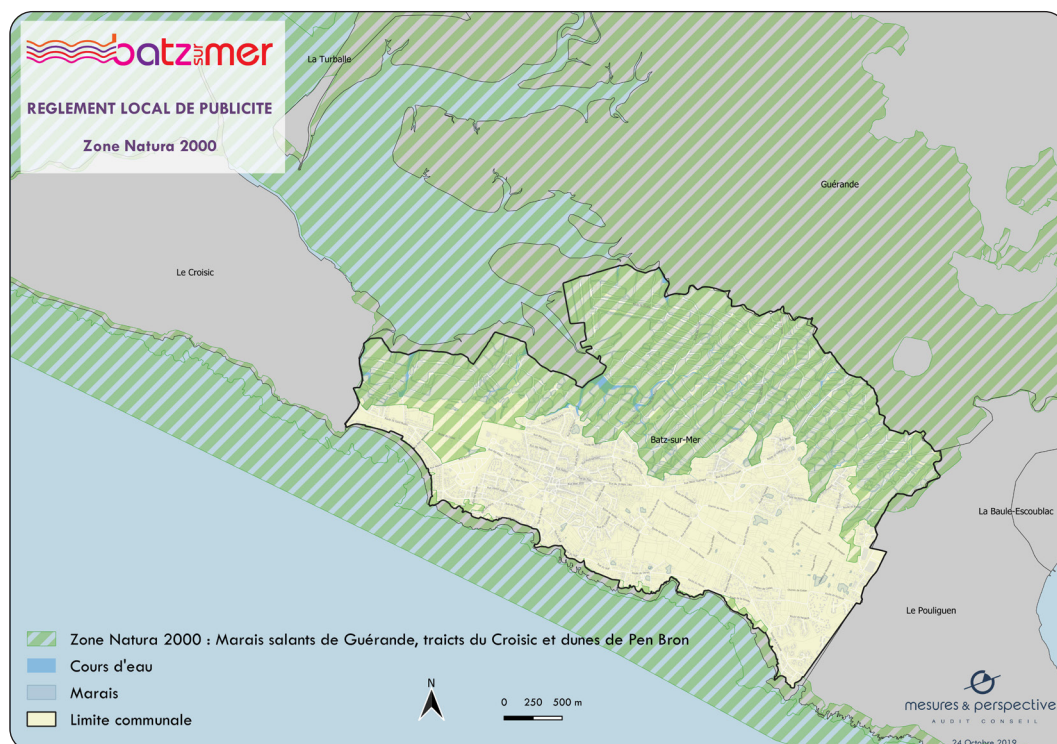 batz sur mer
REGLEMENT LOCAL DE PUBLICITE
Zone Natura 2000
La Turballe
Guérande
Le Croisic
Batz-sur-Mer
La Baule-Escoublac
Le Pouliguen
Zone Natura 2000 : Marais salants de Guérande, traicts du Croisic et dunes de Pen Bron
Cours d'eau
Marais
Limite communale
N
0 250 500 m
mesures & perspective
AUDIT CONSEIL
24 Octobre 2019